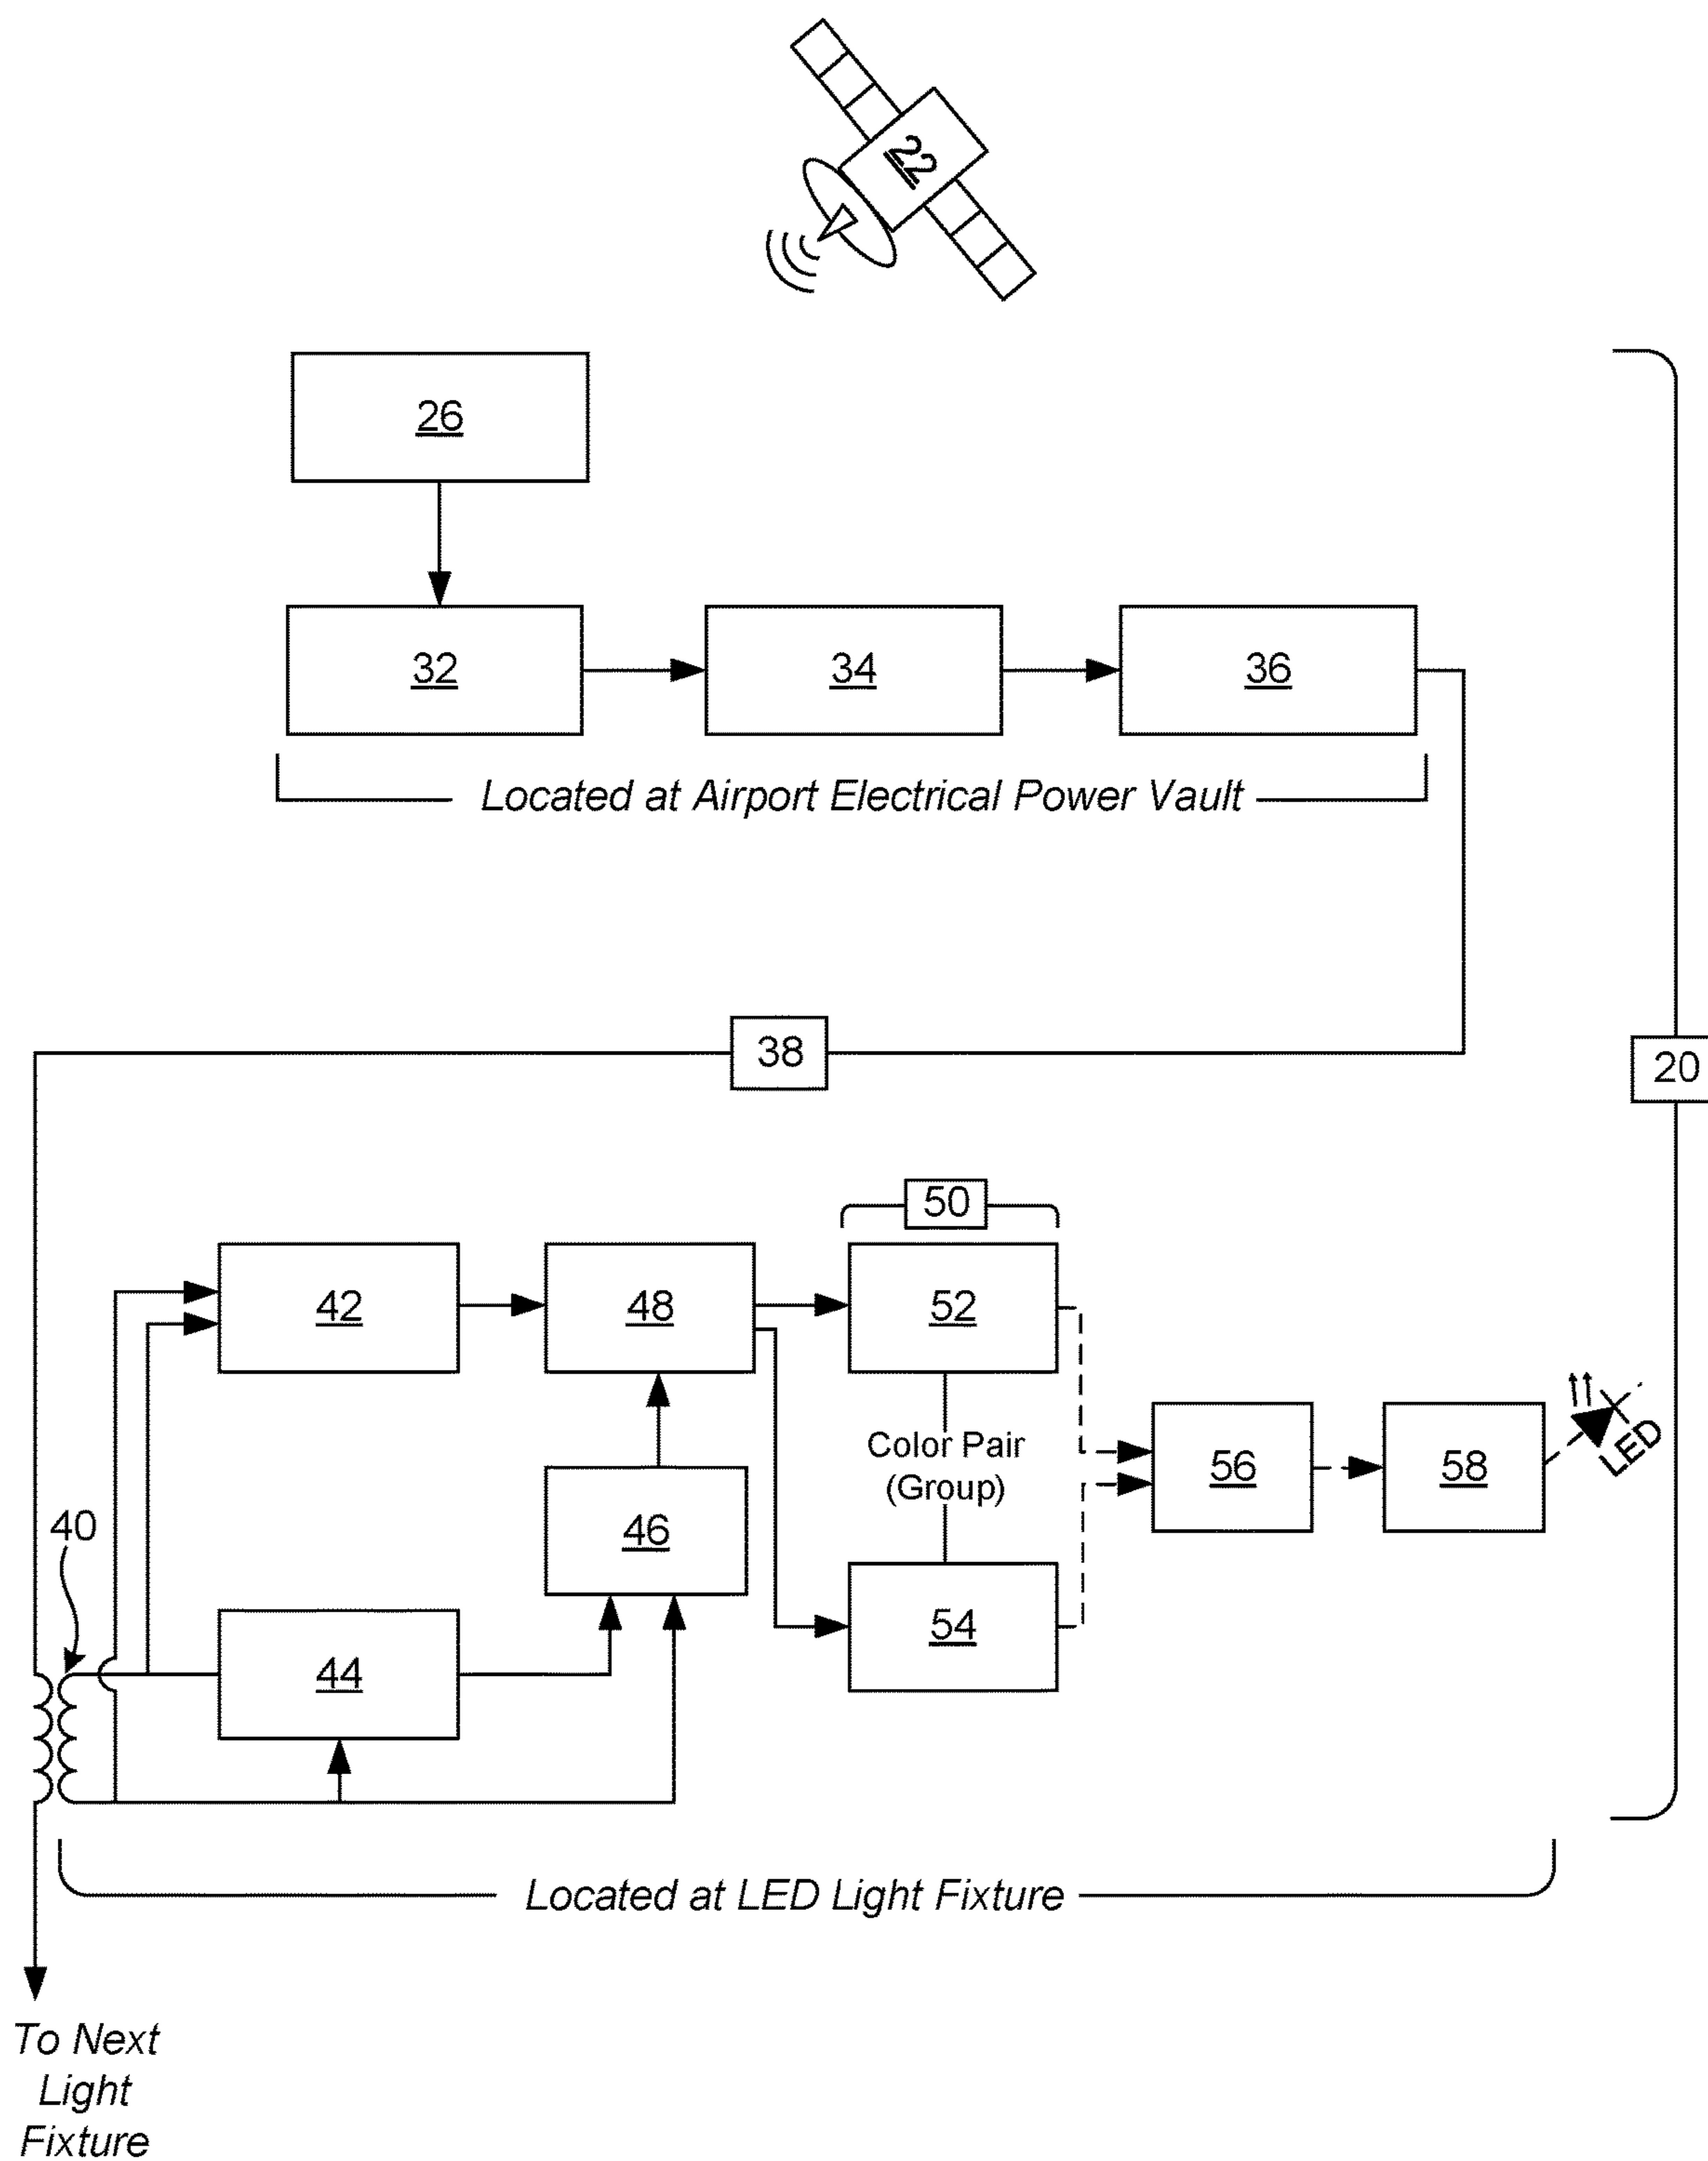 22
26
32
34
36
Located at Airport Electrical Power Vault
38
20
50
42
48
52
Color Pair
(Group)
56
58
LED
46
40
44
54
Located at LED Light Fixture
To Next
Light
Fixture